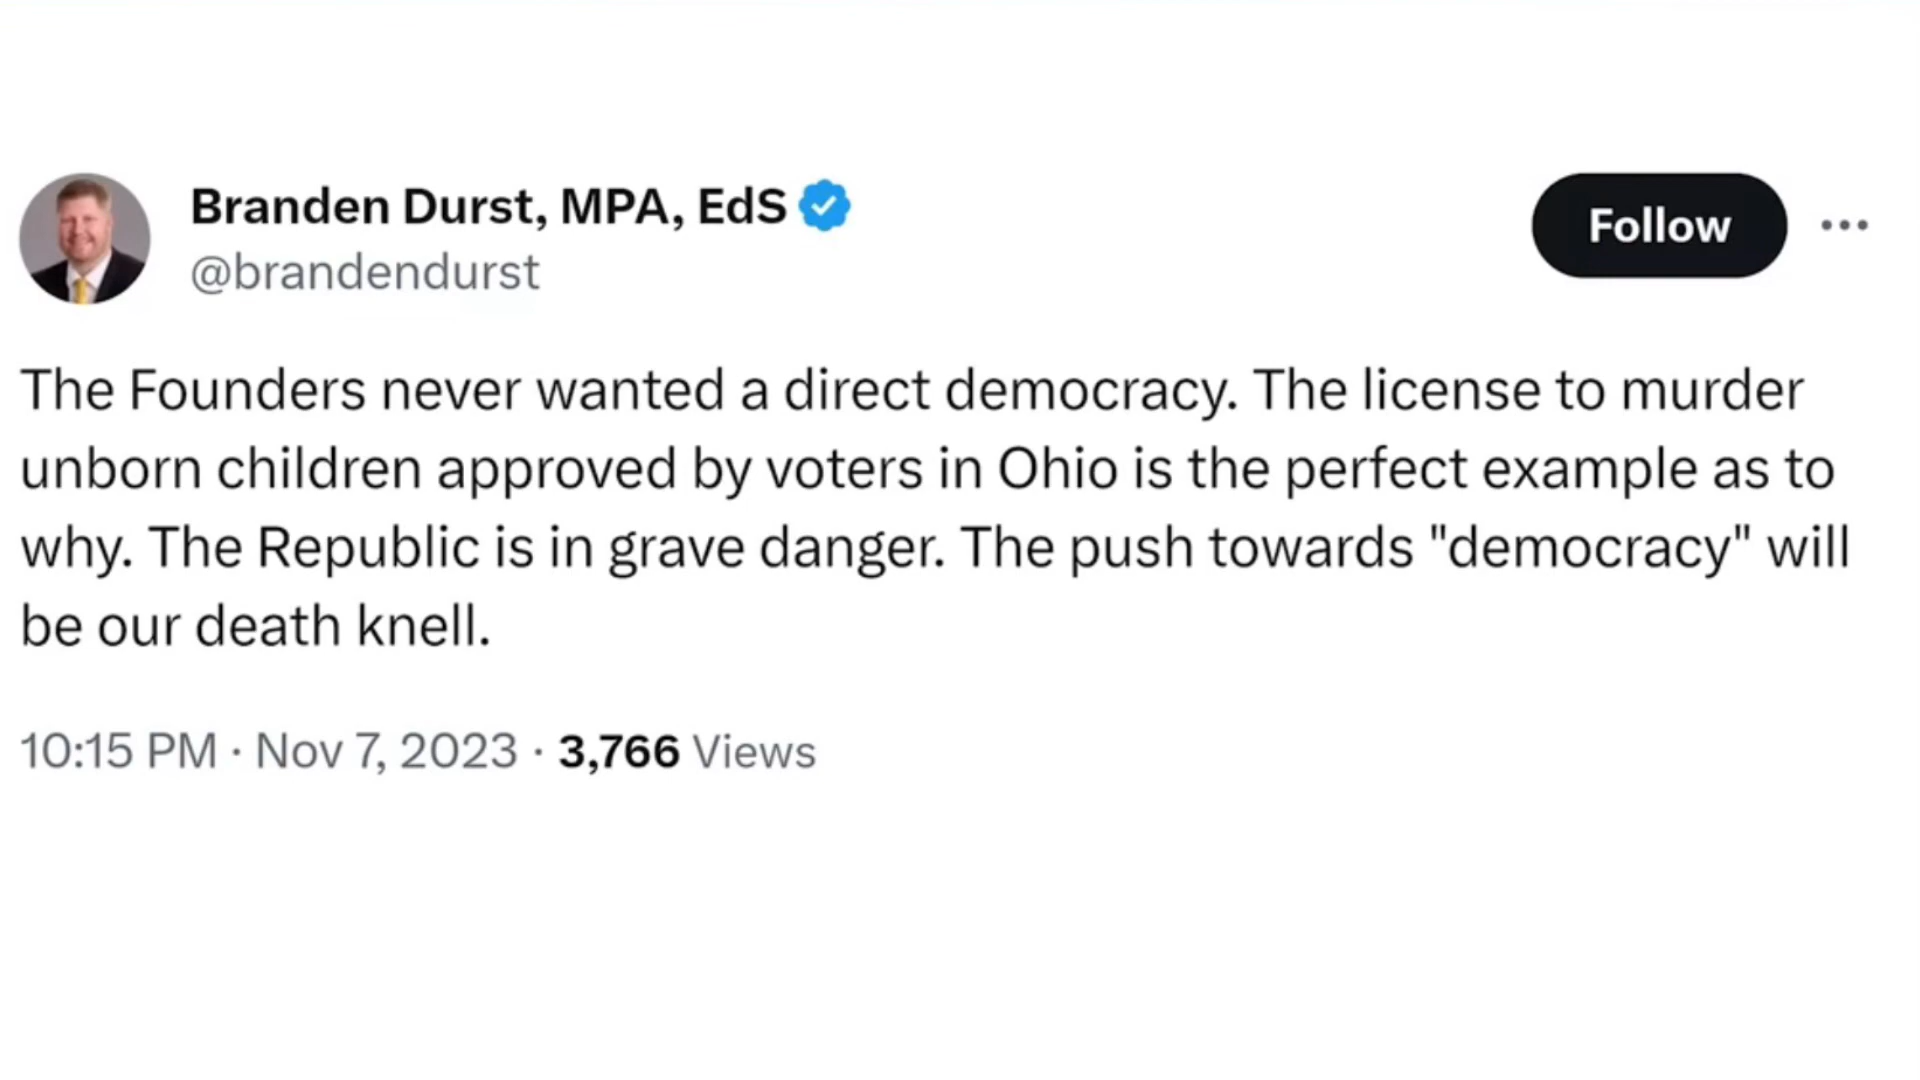 Branden Durst, MPA, EdS
@brandendurst
Follow
The Founders never wanted a direct democracy. The license to murder
unborn children approved by voters in Ohio is the perfect example as to
why. The Republic is in grave danger. The push towards "democracy" will
be our death knell.
10:15 PM · Nov 7, 2023 · 3,766 Views